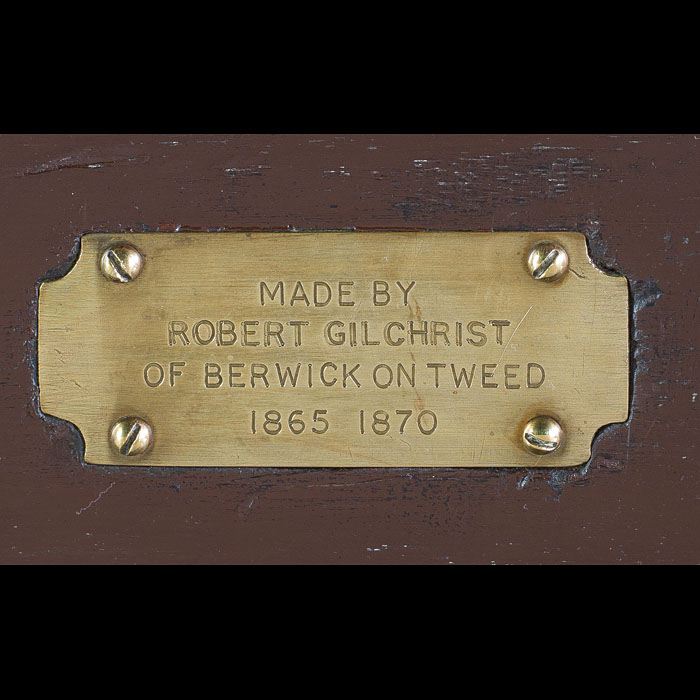 MADE BY
ROBERT GILCHRIST
OF BERWICK ON TWEED
1865 1870